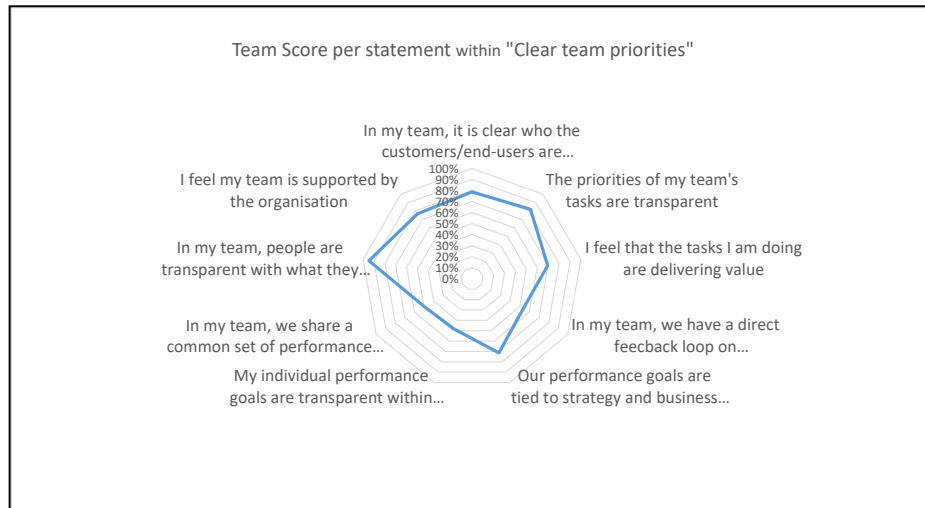 Team Score per statement within "Clear team priorities"
In my team, it is clear who the
customers/end-users are...
The priorities of my team's
tasks are transparent
I feel that the tasks I am doing
are delivering value
In my team, we have a direct
feecback loop on...
Our performance goals are
tied to strategy and business...
My individual performance
goals are transparent within...
In my team, we share a
common set of performance...
In my team, people are
transparent with what they...
I feel my team is supported by
the organisation
100%
90%
80%
70%
60%
50%
40%
30%
20%
10%
0%